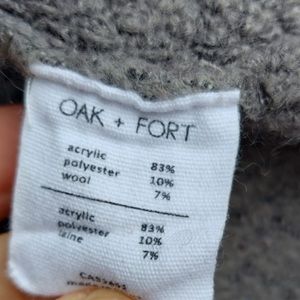 OAK + FORT
acrylic 83%
polyester 10%
wool 7%
acrylic 83%
polyester 10%
laine 7%